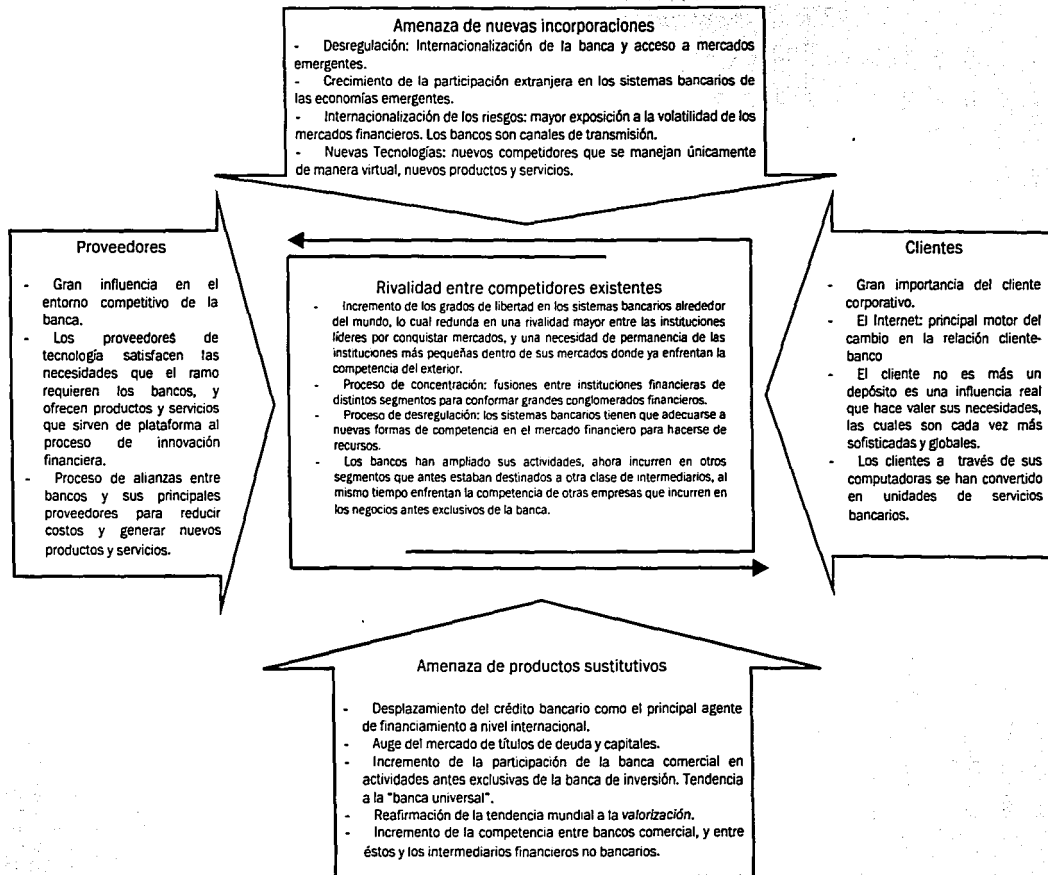 Amenaza de nuevas incorporaciones
- Desregulación: Internacionalización de la banca y acceso a mercados
emergentes.
- Crecimiento de la participación extranjera en los sistemas bancarios de
las economías emergentes.
- Internacionalización de los riesgos: mayor exposición a la volatilidad de los
mercados financieros. Los bancos son canales de transmisión.
- Nuevas Tecnologías: nuevos competidores que se manejan únicamente
de manera virtual, nuevos productos y servicios.
Proveedores
- Gran influencia en el
entorno competitivo de la
banca.
- Los proveedores de
tecnología satisfacen las
necesidades que el ramo
requieren los bancos, y
ofrecen productos y servicios
que sirven de plataforma al
proceso de innovación
financiera.
- Proceso de alianzas entre
bancos y sus principales
proveedores para reducir
costos y generar nuevos
productos y servicios.
Rivalidad entre competidores existentes
- Incremento de los grados de libertad en los sistemas bancarios alrededor
del mundo, lo cual redunda en una rivalidad mayor entre las instituciones
líderes por conquistar mercados, y una necesidad de permanencia de las
instituciones más pequeñas dentro de sus mercados donde ya enfrentan la
competencia del exterior.
- Proceso de concentración: fusiones entre instituciones financieras de
distintos segmentos para conformar grandes conglomerados financieros.
- Proceso de desregulación: los sistemas bancarios tienen que adecuarse a
nuevas formas de competencia en el mercado financiero para hacerse de
recursos.
- Los bancos han ampliado sus actividades, ahora incurren en otros
segmentos que antes estaban destinados a otra clase de intermediarios, al
mismo tiempo enfrentan la competencia de otras empresas que incurren en
los negocios antes exclusivos de la banca.
Clientes
- Gran importancia del cliente
corporativo.
- El Internet: principal motor del
cambio en la relación cliente-
banco
- El cliente no es más un
depósito es una influencia real
que hace valer sus necesidades,
las cuales son cada vez más
sofisticadas y globales.
- Los clientes a través de sus
computadoras se han convertido
en unidades de servicios
bancarios.
Amenaza de productos sustitutivos
- Desplazamiento del crédito bancario como el principal agente
de financiamiento a nivel internacional.
- Auge del mercado de títulos de deuda y capitales.
- Incremento de la participación de la banca comercial en
actividades antes exclusivas de la banca de inversión. Tendencia
a la "banca universal".
- Reafirmación de la tendencia mundial a la valorización.
- Incremento de la competencia entre bancos comercial, y entre
éstos y los intermediarios financieros no bancarios.